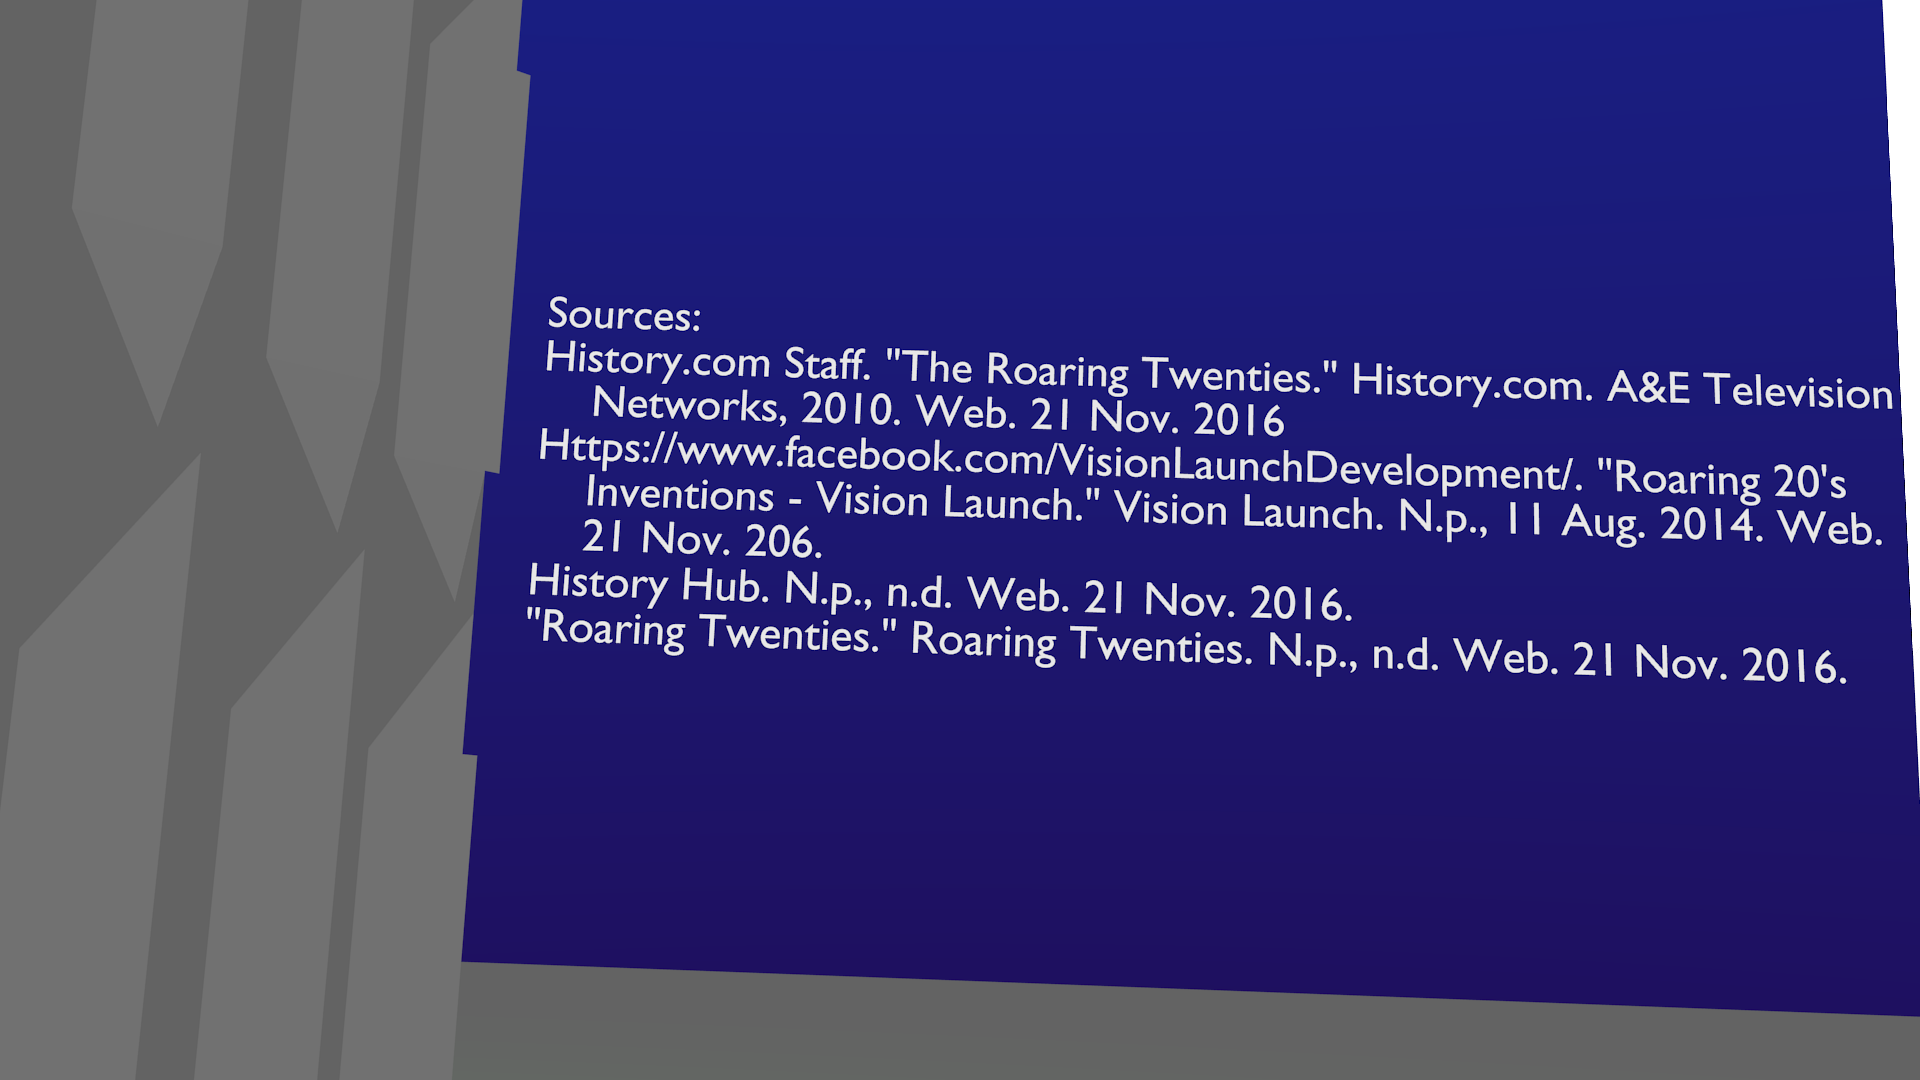 Sources:
History.com Staff. "The Roaring Twenties." History.com. A&E Television
Networks, 2010. Web. 21 Nov. 2016
Https://www.facebook.com/VisionLaunchDevelopment/. "Roaring 20's
Inventions - Vision Launch." Vision Launch. N.p., 11 Aug. 2014. Web.
21 Nov. 206.
History Hub. N.p., n.d. Web. 21 Nov. 2016.
"Roaring Twenties." Roaring Twenties. N.p., n.d. Web. 21 Nov. 2016.